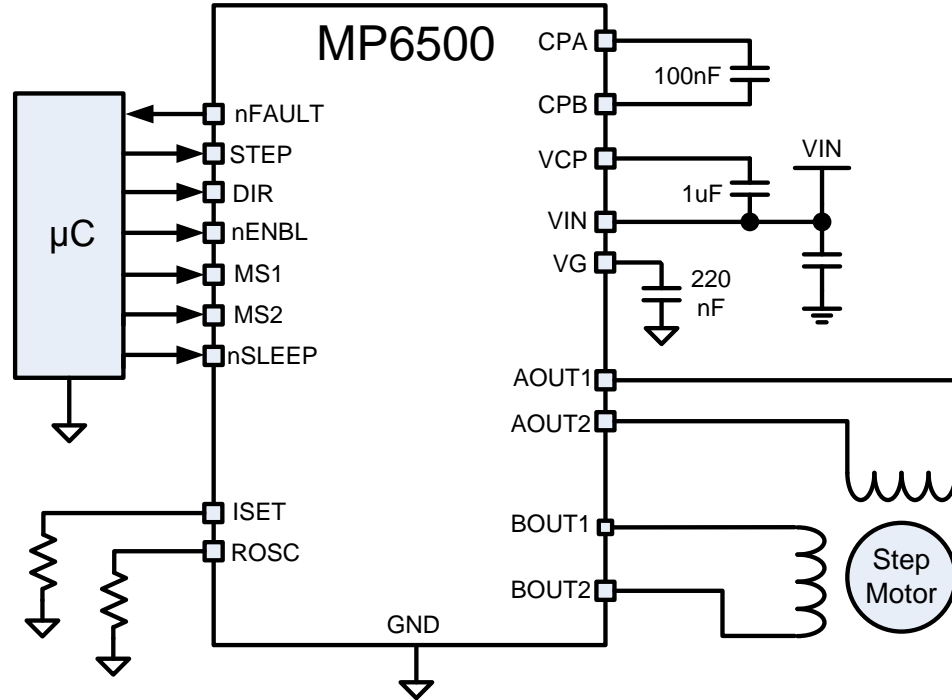 MP6500
µC
nFAULT
STEP
DIR
nENBL
MS1
MS2
nSLEEP
ISET
ROSC
GND
CPA
100nF
CPB
VCP
1uF
VIN
VIN
VG
220
nF
AOUT1
AOUT2
BOUT1
BOUT2
Step
Motor